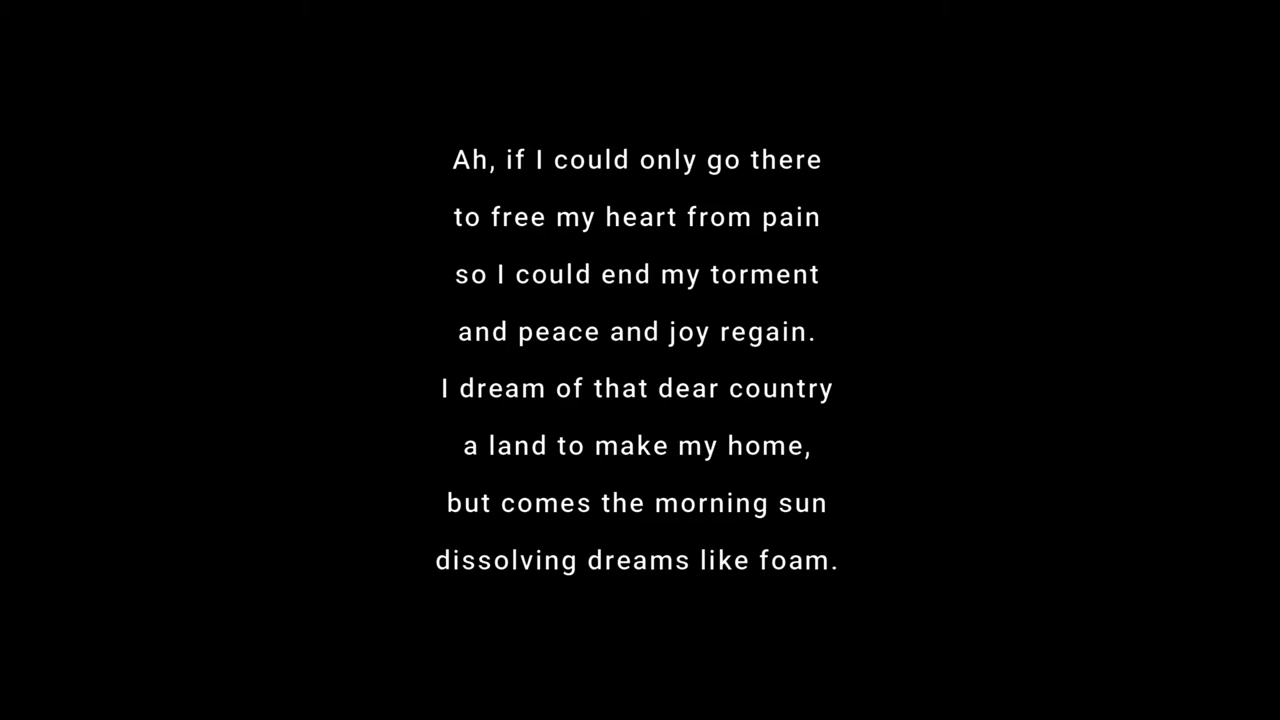 Ah, if I could only go there
to free my heart from pain
so I could end my torment
and peace and joy regain.
I dream of that dear country
a land to make my home,
but comes the morning sun
dissolving dreams like foam.